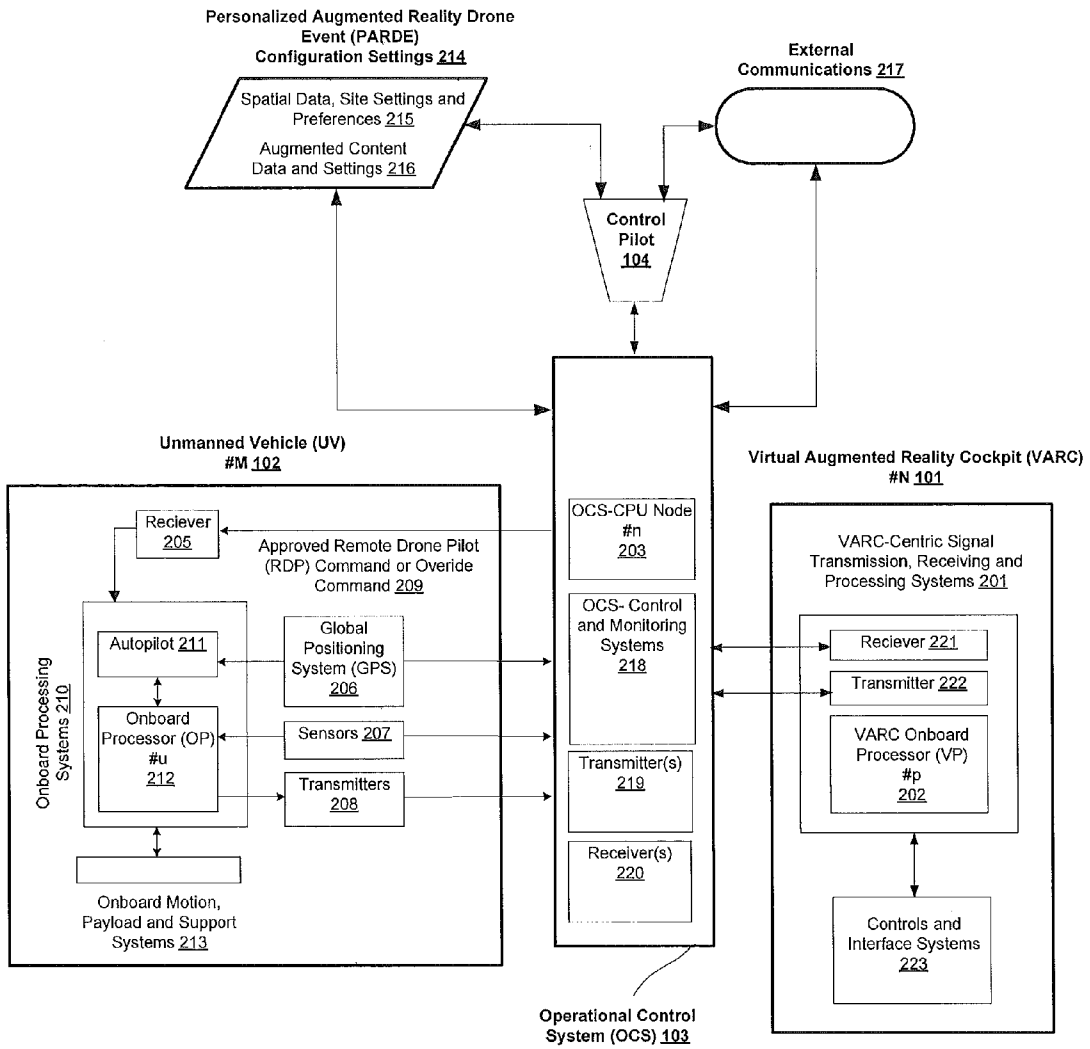 Personalized Augmented Reality Drone
Event (PARDE)
Configuration Settings 214
Spatial Data, Site Settings and
Preferences 215
Augmented Content
Data and Settings 216
External
Communications 217
Control
Pilot
104
Unmanned Vehicle (UV)
#M 102
Reciever
205
Approved Remote Drone Pilot
(RDP) Command or Overide
Command 209
Onboard Processing
Systems 210
Autopilot 211
Onboard
Processor (OP)
#u
212
Global
Positioning
System (GPS)
206
Sensors 207
Transmitters
208
Onboard Motion,
Payload and Support
Systems 213
OCS-CPU Node
#n
203
OCS- Control
and Monitoring
Systems
218
Transmitter(s)
219
Receiver(s)
220
Operational Control
System (OCS) 103
Virtual Augmented Reality Cockpit (VARC)
#N 101
VARC-Centric Signal
Transmission, Receiving and
Processing Systems 201
Reciever 221
Transmitter 222
VARC Onboard
Processor (VP)
#p
202
Controls and
Interface Systems
223